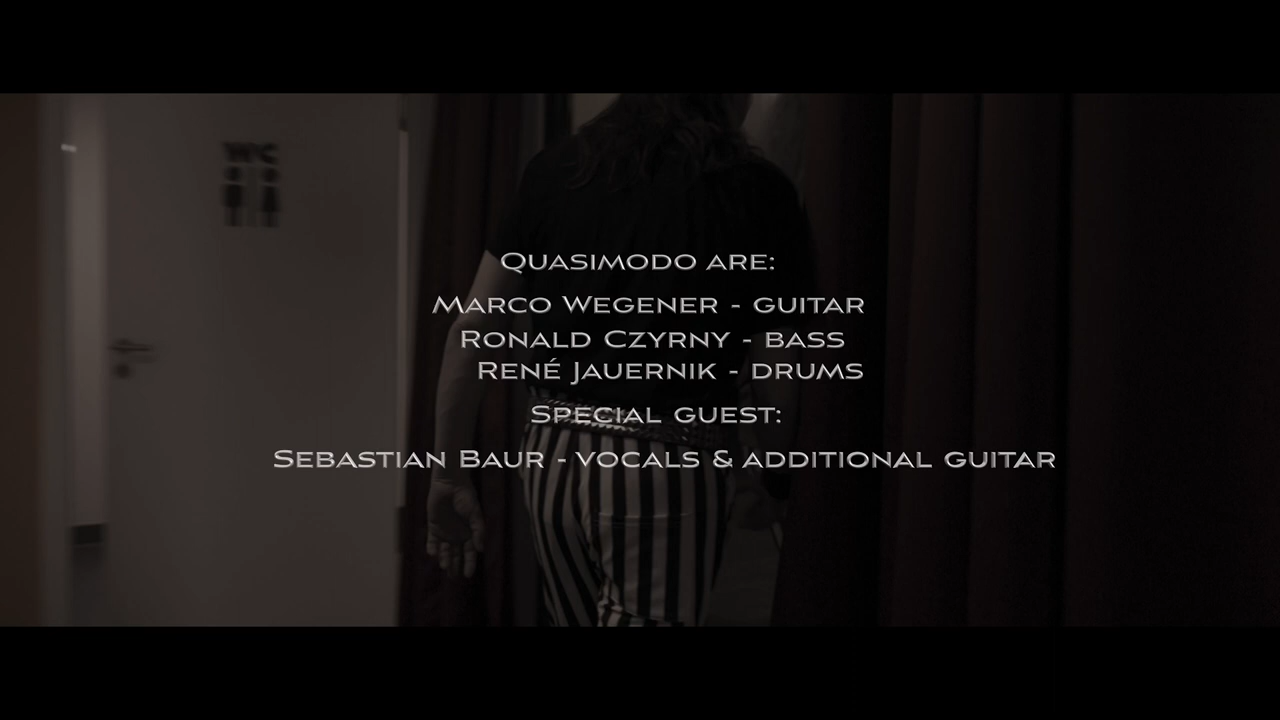 WC
Quasimodo are:
Marco Wegener - guitar
Ronald Czyrny - bass
René Jauernik - drums
Special guest:
Sebastian Baur - vocals & additional guitar